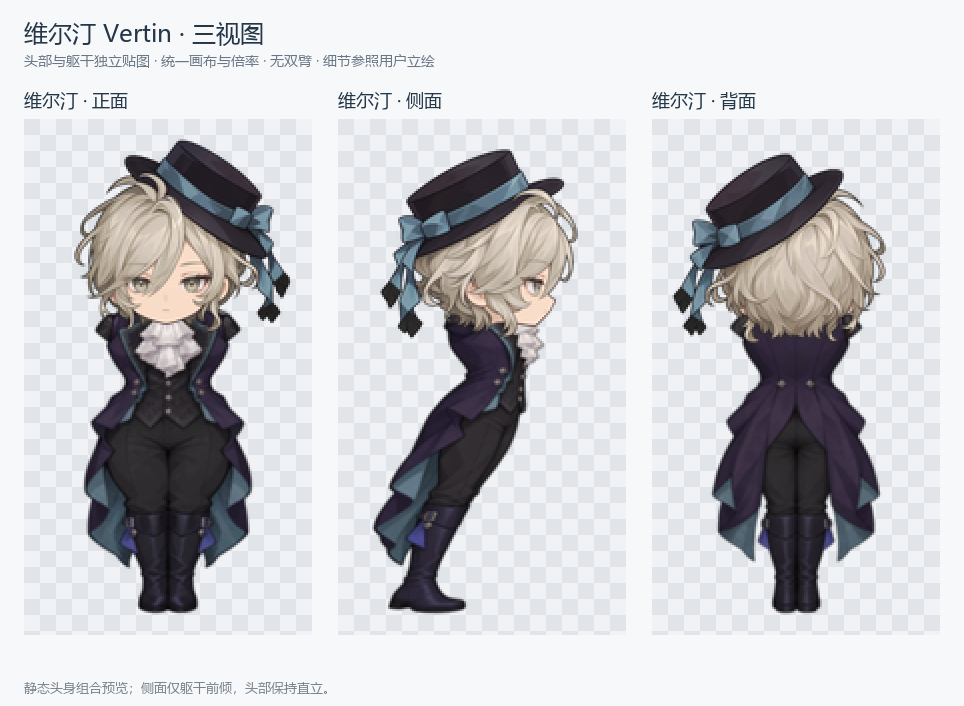 维尔汀 Vertin · 三视图
头部与躯干独立贴图 · 统一画布与倍率 · 无双臂 · 细节参照用户立绘
维尔汀 · 正面
维尔汀 · 侧面
维尔汀 · 背面
静态头身组合预览；侧面仅躯干前倾，头部保持直立。